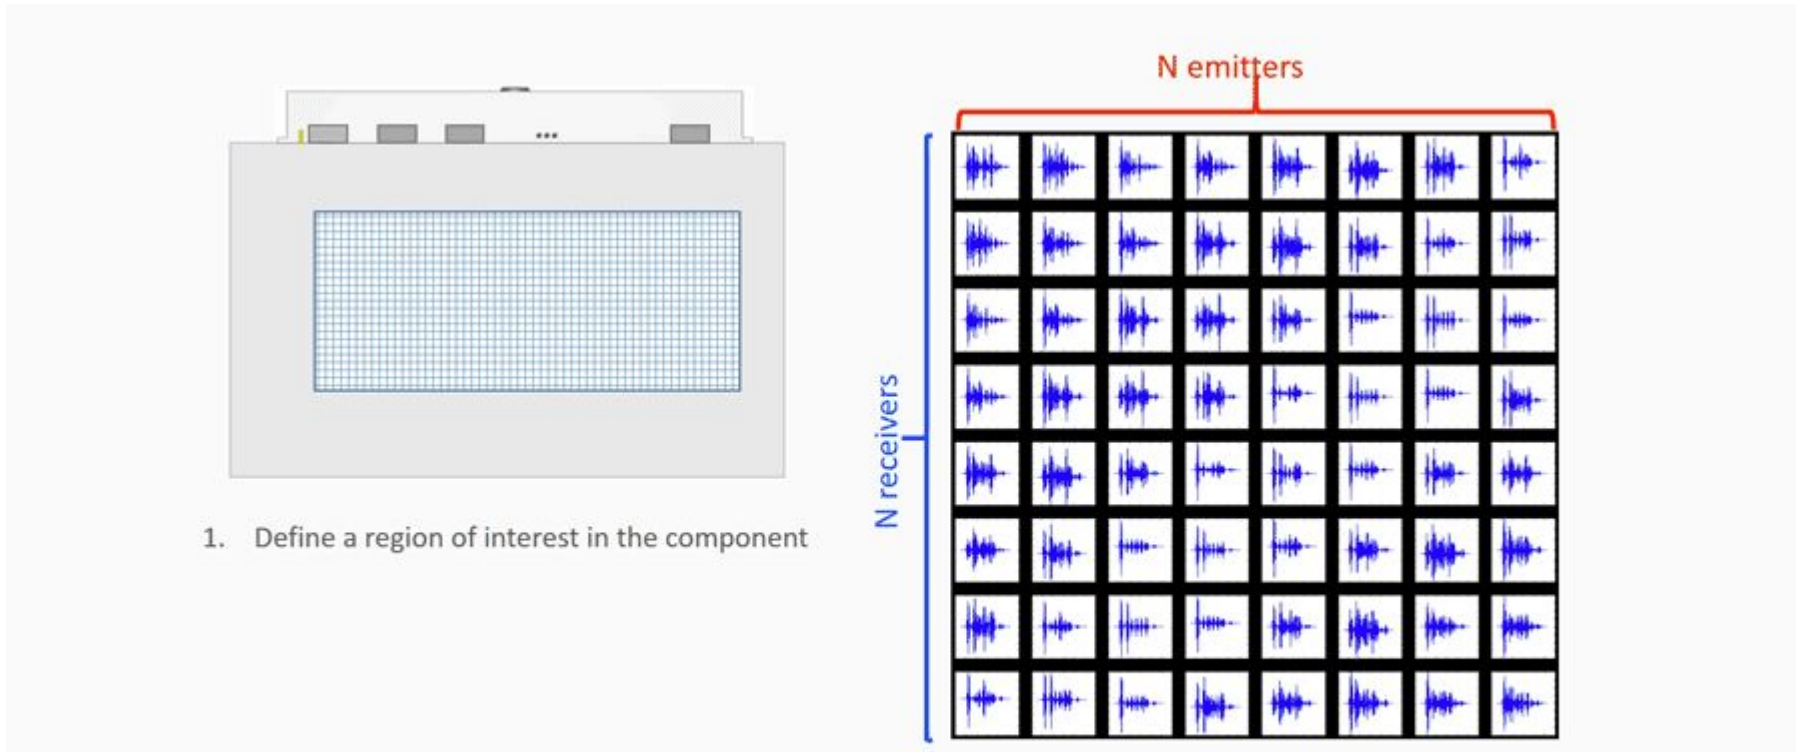 N emitters
N receivers
1. Define a region of interest in the component